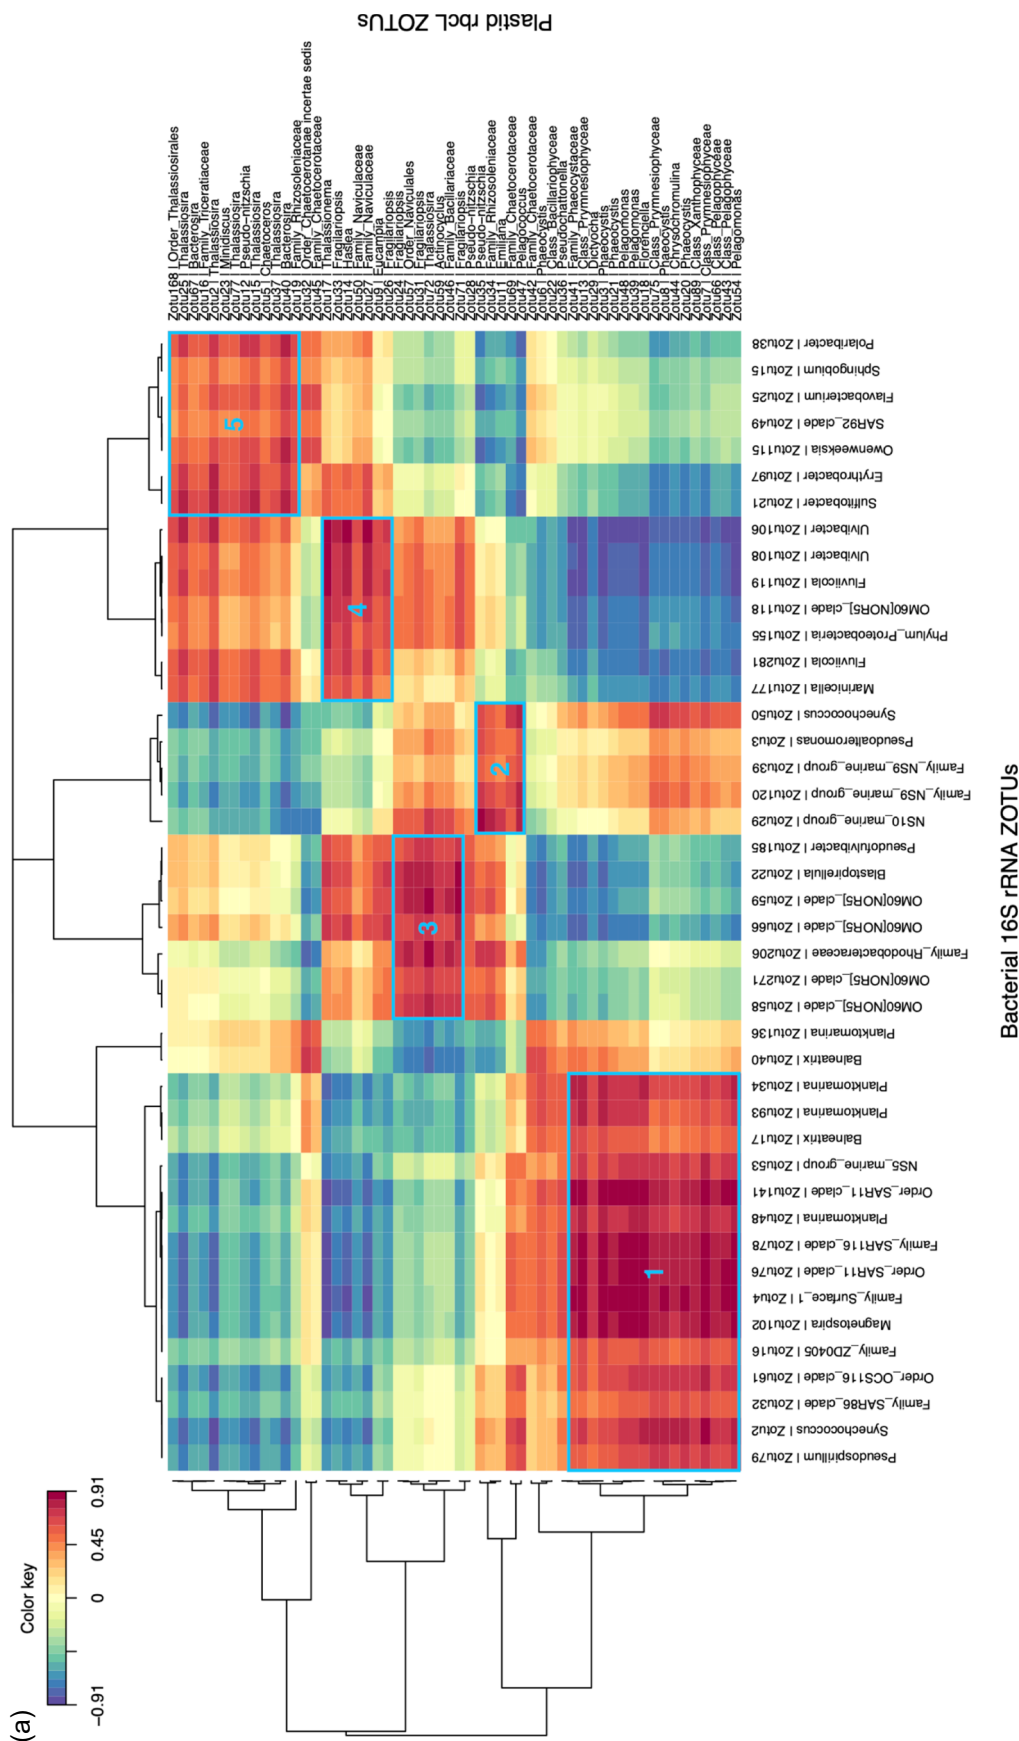 (a)
Color key
−0.91
0
0.45
0.91
Plastid rbcL ZOTUs
Zotu168 | Order_Thalassiosirales
Zotu25 | Thalassiosira
Zotu67 | Bacterosira
Zotu16 | Family_Triceratiaceae
Zotu2 | Thalassiosira
Zotu23 | Minidiscus
Zotu77 | Thalassiosira
Zotu12 | Pseudo−nitzschia
Zotu15 | Thalassiosira
Zotu51 | Chaetoceros
Zotu37 | Thalassiosira
Zotu40 | Bacterosira
Zotu19 | Family_Rhizosoleniaceae
Zotu32 | Order_Chaetocerotanae incertae sedis
Zotu45 | Family_Chaetocerotaceae
Zotu17 | Thalassionema
Zotu33 | Fragilariopsis
Zotu14 | Haslea
Zotu50 | Family_Naviculaceae
Zotu27 | Family_Naviculaceae
Zotu9 | Eucampia
Zotu26 | Fragilariopsis
Zotu24 | Fragilariopsis
Zotu57 | Order_Naviculales
Zotu31 | Fragilariopsis
Zotu72 | Thalassiosira
Zotu59 | Actinocyclus
Zotu46 | Family_Bacillariaceae
Zotu71 | Fragilariopsis
Zotu28 | Pseudo−nitzschia
Zotu35 | Pseudo−nitzschia
Zotu34 | Family_Rhizosoleniaceae
Zotu11 | Emiliania
Zotu69 | Family_Chaetocerotaceae
Zotu47 | Pelagococcus
Zotu42 | Family_Chaetocerotaceae
Zotu6 | Phaeocystis
Zotu22 | Class_Bacillariophyceae
Zotu36 | Pseudochattonella
Zotu41 | Family_Phaeocystaceae
Zotu13 | Class_Prymnesiophyceae
Zotu29 | Dictyocha
Zotu3 | Phaeocystis
Zotu21 | Phaeocystis
Zotu48 | Pelagomonas
Zotu39 | Pelagomonas
Zotu18 | Florenciella
Zotu75 | Class_Prymnesiophyceae
Zotu8 | Phaeocystis
Zotu44 | Chrysochromulina
Zotu20 | Phaeocystis
Zotu89 | Class_Xanthophyceae
Zotu7 | Class_Prymnesiophyceae
Zotu66 | Class_Pelagophyceae
Zotu43 | Class_Pelagophyceae
Zotu54 | Pelagomonas
1
2
3
4
5
Zotu38 | Polaribacter
Zotu15 | Sphingobium
Zotu25 | Flavobacterium
Zotu49 | SAR92_clade
Zotu115 | Owenweeksia
Zotu97 | Erythrobacter
Zotu21 | Sulfitobacter
Zotu106 | Ulvibacter
Zotu108 | Ulvibacter
Zotu119 | Fluviicola
Zotu118 | OM60[NOR5]_clade
Zotu155 | Phylum_Proteobacteria
Zotu281 | Fluviicola
Zotu177 | Marinicella
Zotu50 | Synechococcus
Zotu3 | Pseudoalteromonas
Zotu39 | Family_NS9_marine_group
Zotu120 | Family_NS9_marine_group
Zotu29 | NS10_marine_group
Zotu185 | Pseudofulvibacter
Zotu22 | Blastopirellula
Zotu59 | OM60[NOR5]_clade
Zotu66 | OM60[NOR5]_clade
Zotu206 | Family_Rhodobacteraceae
Zotu271 | OM60[NOR5]_clade
Zotu58 | OM60[NOR5]_clade
Zotu136 | Planktomarina
Zotu40 | Balneatrix
Zotu34 | Planktomarina
Zotu93 | Planktomarina
Zotu17 | Balneatrix
Zotu53 | NS5_marine_group
Zotu141 | Order_SAR11_clade
Zotu48 | Planktomarina
Zotu78 | Family_SAR116_clade
Zotu76 | Order_SAR11_clade
Zotu4 | Family_Surface_1
Zotu102 | Magnetospira
Zotu16 | Family_ZD0405
Zotu61 | Order_OCS116_clade
Zotu32 | Family_SAR86_clade
Zotu2 | Synechococcus
Zotu79 | Pseudospirillum
Bacterial 16S rRNA ZOTUs